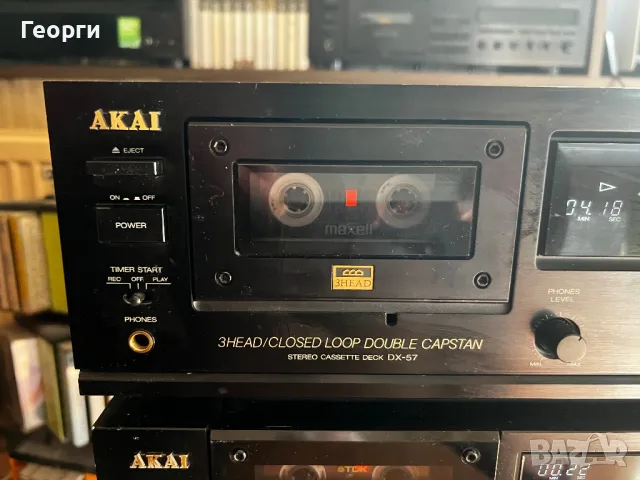 Георги
AKAI
EJECT
ON OFF
POWER
TIMER START
REC OFF PLAY
PHONES
maxell
3HEAD
3HEAD/CLOSED LOOP DOUBLE CAPSTAN
STEREO CASSETTE DECK DX-57
04.18
MIN SEC
PHONES
LEVEL
MIN MAX
AKAI
TDK
00.22
BAZAR